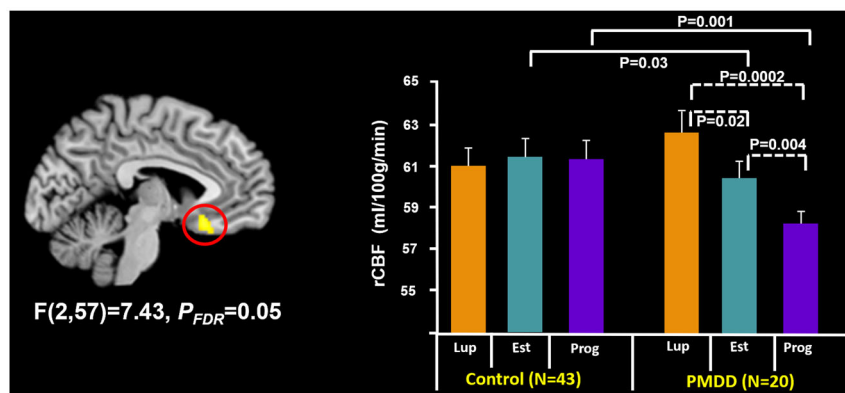 P=0.001
P=0.03
P=0.0002
P=0.02
P=0.004
rCBF (ml/100g/min)
65
63
61
59
57
55
F(2,57)=7.43, PFDR=0.05
Lup Est Prog Lup Est Prog
Control (N=43) PMDD (N=20)